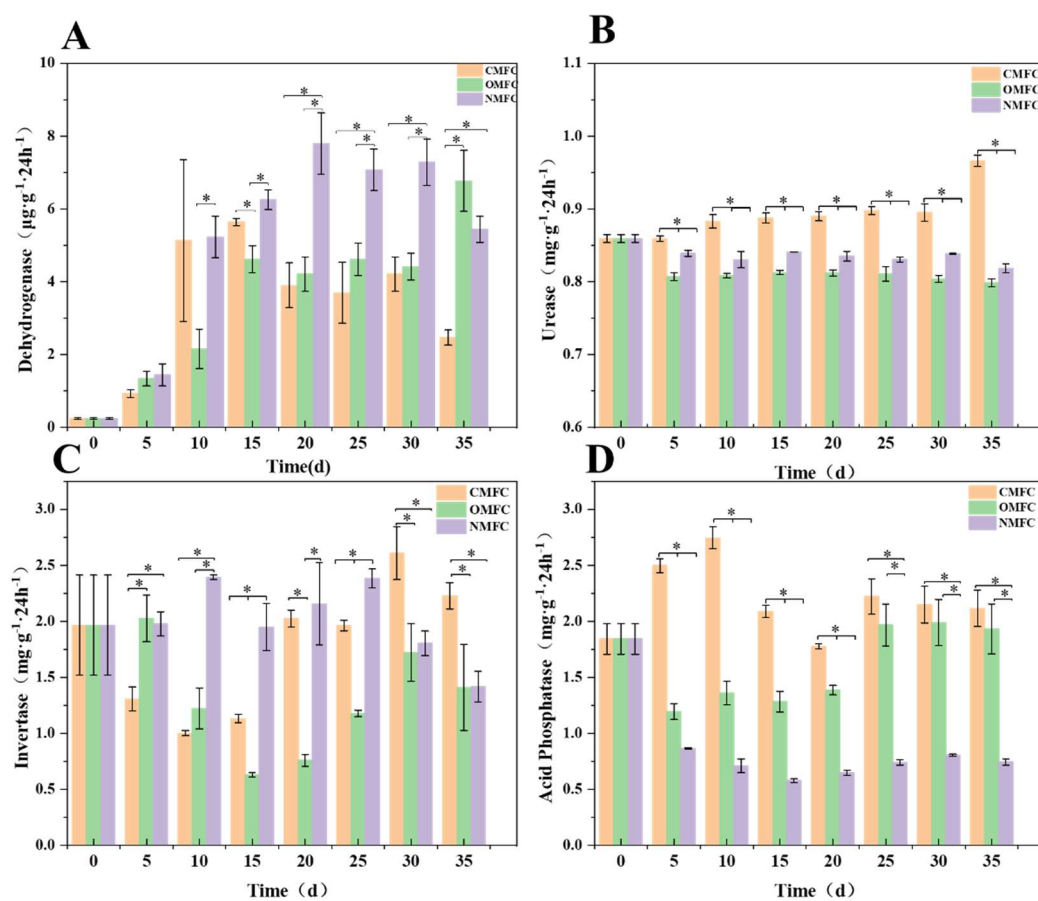 A
Dehydrogenase（μg·g⁻¹·24h⁻¹）
10
8
6
4
2
0
CMFC
OMFC
NMFC
* * * * * * * * * * *
0 5 10 15 20 25 30 35
Time(d)
B
Urease（mg·g⁻¹·24h⁻¹）
1.1
1.0
0.9
0.8
0.7
0.6
CMFC
OMFC
NMFC
* * * * * * *
0 5 10 15 20 25 30 35
Time（d）
C
Invertase（mg·g⁻¹·24h⁻¹）
3.0
2.5
2.0
1.5
1.0
0.5
0.0
CMFC
OMFC
NMFC
* * * * * * * * * * * *
0 5 10 15 20 25 30 35
Time（d）
D
Acid Phosphatase（mg·g⁻¹·24h⁻¹）
3.0
2.5
2.0
1.5
1.0
0.5
0.0
CMFC
OMFC
NMFC
* * * * * * * * * *
0 5 10 15 20 25 30 35
Time（d）